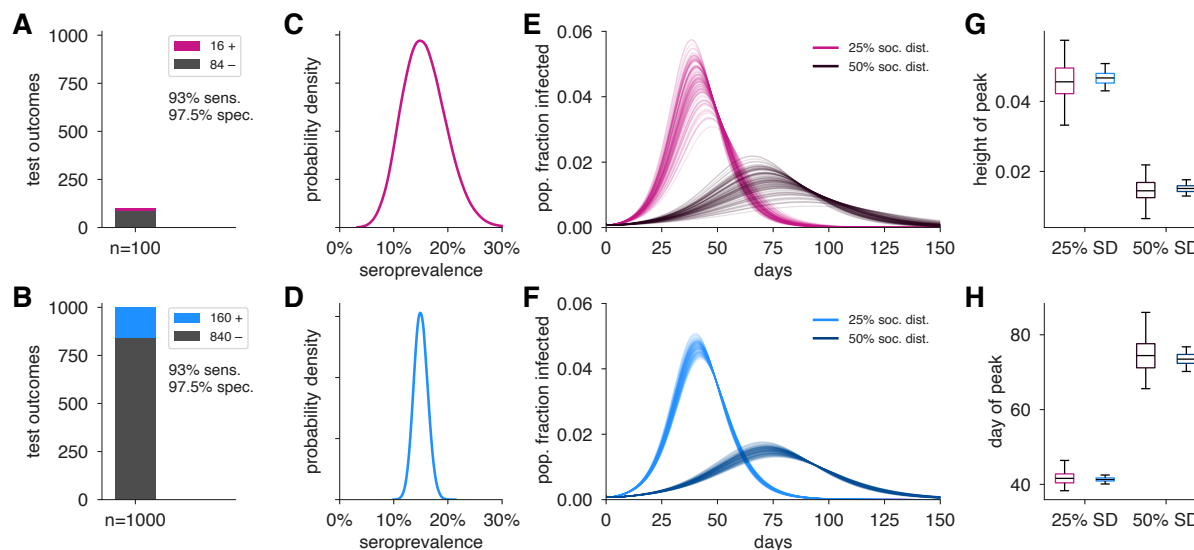 A
test outcomes
1000
750
500
250
0
16 +
84 –
93% sens.
97.5% spec.
n=100
C
probability density
0%
10%
20%
30%
seroprevalence
E
pop. fraction infected
0.06
0.04
0.02
0.00
25% soc. dist.
50% soc. dist.
0
25
50
75
100
125
150
days
G
height of peak
0.04
0.02
25% SD
50% SD
B
test outcomes
1000
750
500
250
0
160 +
840 –
93% sens.
97.5% spec.
n=1000
D
probability density
0%
10%
20%
30%
seroprevalence
F
pop. fraction infected
0.06
0.04
0.02
0.00
25% soc. dist.
50% soc. dist.
0
25
50
75
100
125
150
days
H
day of peak
80
60
40
25% SD
50% SD